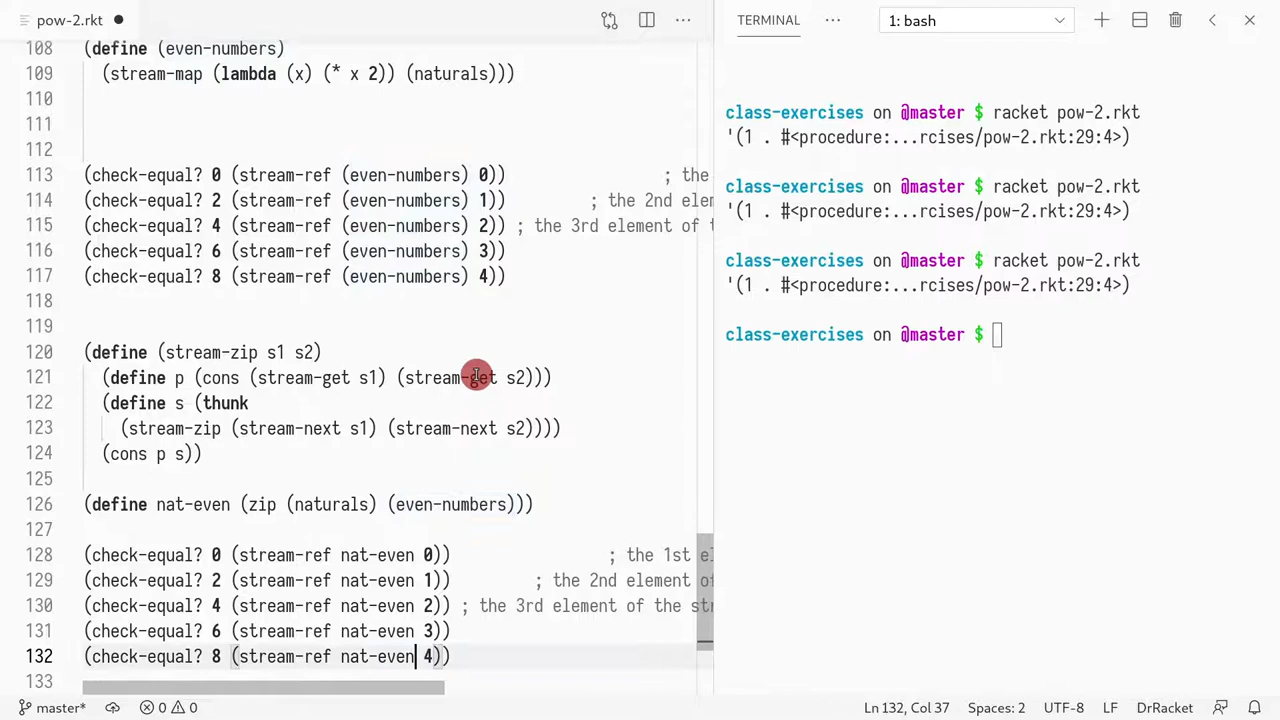 pow-2.rkt
TERMINAL
1: bash
108 (define (even-numbers)
109 (stream-map (lambda (x) (* x 2)) (naturals)))
110
111
112
113 (check-equal? 0 (stream-ref (even-numbers) 0)) ; the
114 (check-equal? 2 (stream-ref (even-numbers) 1)) ; the 2nd elem
115 (check-equal? 4 (stream-ref (even-numbers) 2)) ; the 3rd element of t
116 (check-equal? 6 (stream-ref (even-numbers) 3))
117 (check-equal? 8 (stream-ref (even-numbers) 4))
118
119
120 (define (stream-zip s1 s2)
121 (define p (cons (stream-get s1) (stream-get s2)))
122 (define s (thunk
123 (stream-zip (stream-next s1) (stream-next s2))))
124 (cons p s))
125
126 (define nat-even (zip (naturals) (even-numbers)))
127
128 (check-equal? 0 (stream-ref nat-even 0)) ; the 1st el
129 (check-equal? 2 (stream-ref nat-even 1)) ; the 2nd element of
130 (check-equal? 4 (stream-ref nat-even 2)) ; the 3rd element of the str
131 (check-equal? 6 (stream-ref nat-even 3))
132 (check-equal? 8 (stream-ref nat-even 4))
133
class-exercises on @master $ racket pow-2.rkt
'(1 . #<procedure:...rcises/pow-2.rkt:29:4>)
class-exercises on @master $ racket pow-2.rkt
'(1 . #<procedure:...rcises/pow-2.rkt:29:4>)
class-exercises on @master $ racket pow-2.rkt
'(1 . #<procedure:...rcises/pow-2.rkt:29:4>)
class-exercises on @master $
master* 0 0 Ln 132, Col 37 Spaces: 2 UTF-8 LF DrRacket